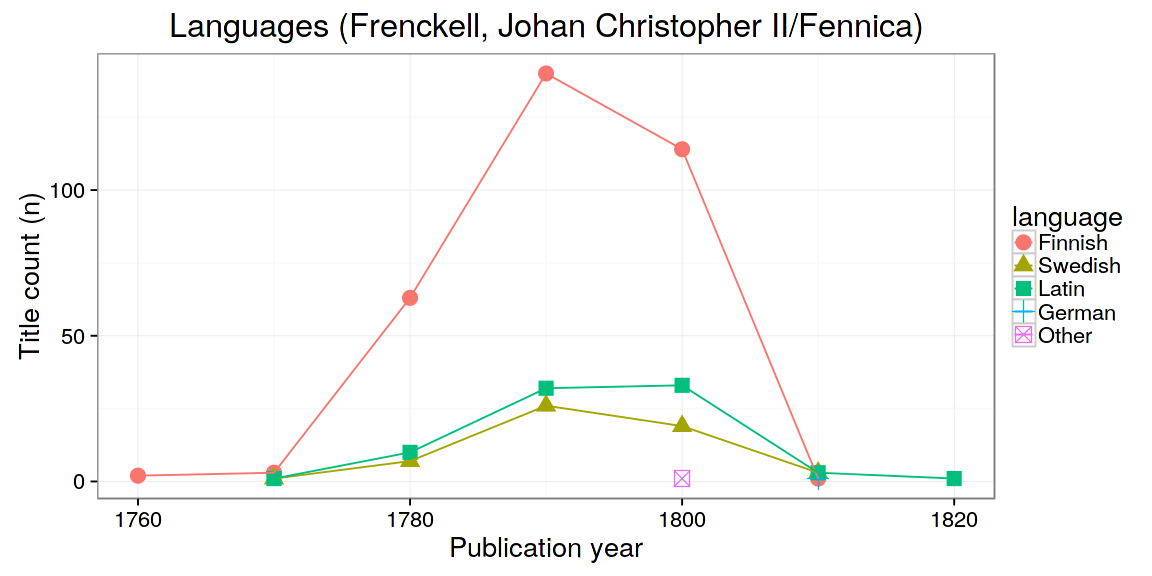 Languages (Frenckell, Johan Christopher II/Fennica)
Title count (n)
100
50
0
1760
1780
1800
1820
Publication year
language
Finnish
Swedish
Latin
German
Other